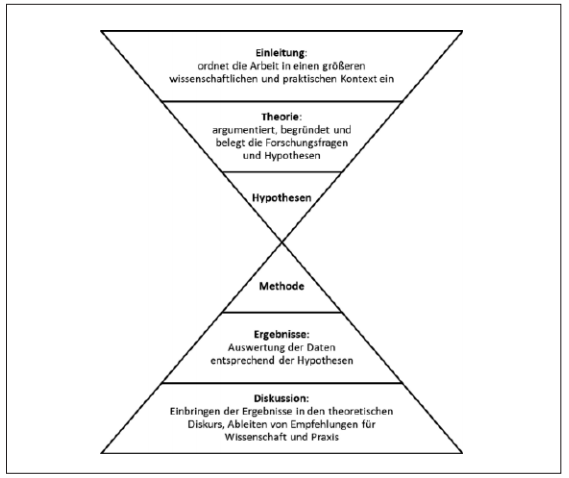 Einleitung:
ordnet die Arbeit in einen größeren
wissenschaftlichen und praktischen Kontext ein
Theorie:
argumentiert, begründet und
belegt die Forschungsfragen
und Hypothesen
Hypothesen
Methode
Ergebnisse:
Auswertung der Daten
entsprechend der Hypothesen
Diskussion:
Einbringen der Ergebnisse in den theoretischen
Diskurs, Ableiten von Empfehlungen für
Wissenschaft und Praxis